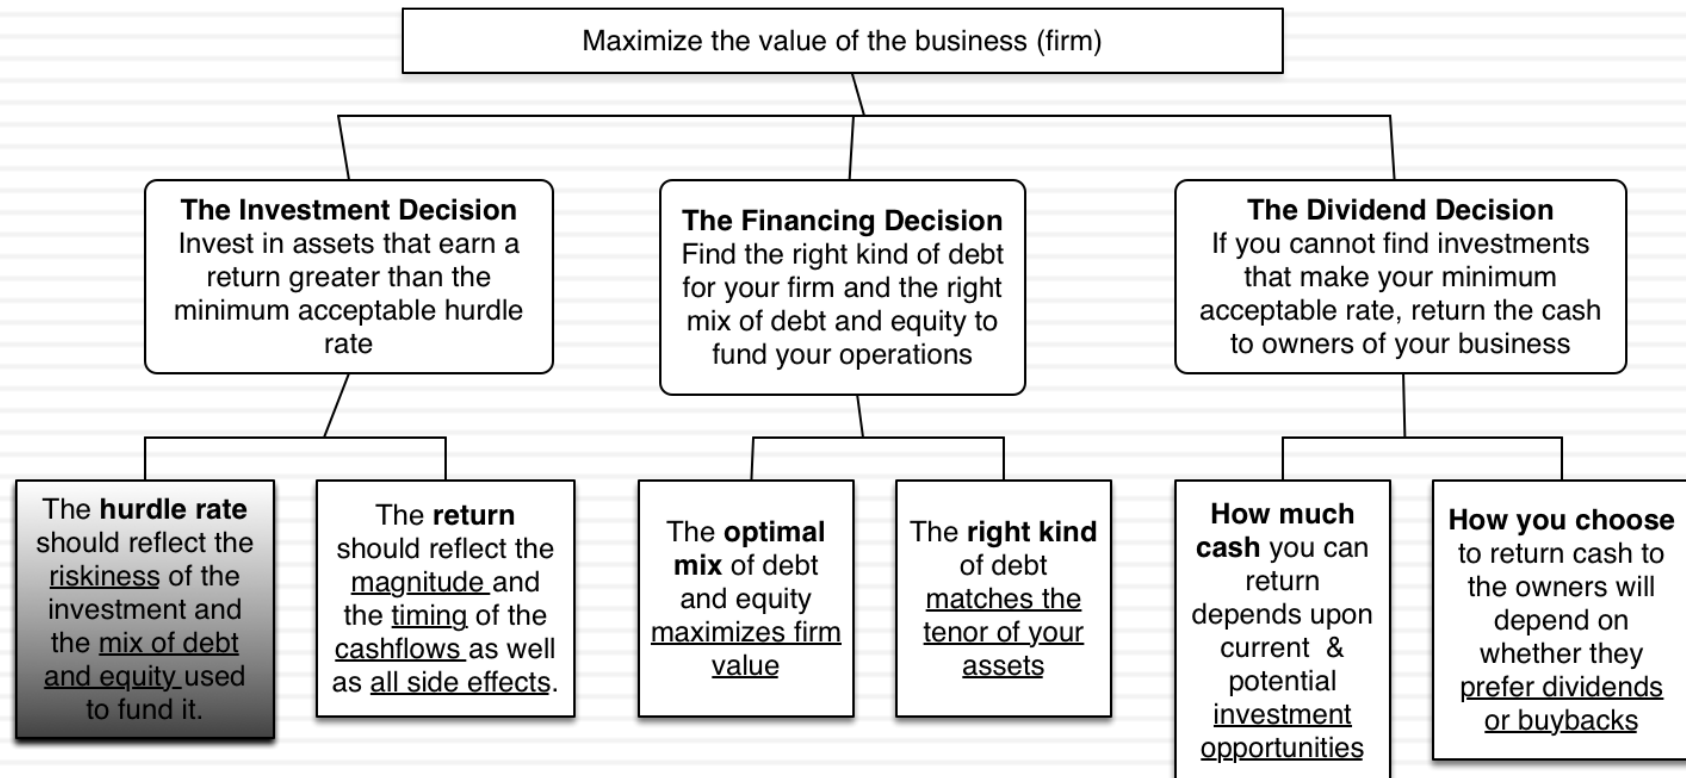 Maximize the value of the business (firm)
The Investment Decision
Invest in assets that earn a
return greater than the
minimum acceptable hurdle
rate
The Financing Decision
Find the right kind of debt
for your firm and the right
mix of debt and equity to
fund your operations
The Dividend Decision
If you cannot find investments
that make your minimum
acceptable rate, return the cash
to owners of your business
The hurdle rate
should reflect the
riskiness of the
investment and
the mix of debt
and equity used
to fund it.
The return
should reflect the
magnitude and
the timing of the
cashflows as well
as all side effects.
The optimal
mix of debt
and equity
maximizes firm
value
The right kind
of debt
matches the
tenor of your
assets
How much
cash you can
return
depends upon
current &
potential
investment
opportunities
How you choose
to return cash to
the owners will
depend on
whether they
prefer dividends
or buybacks